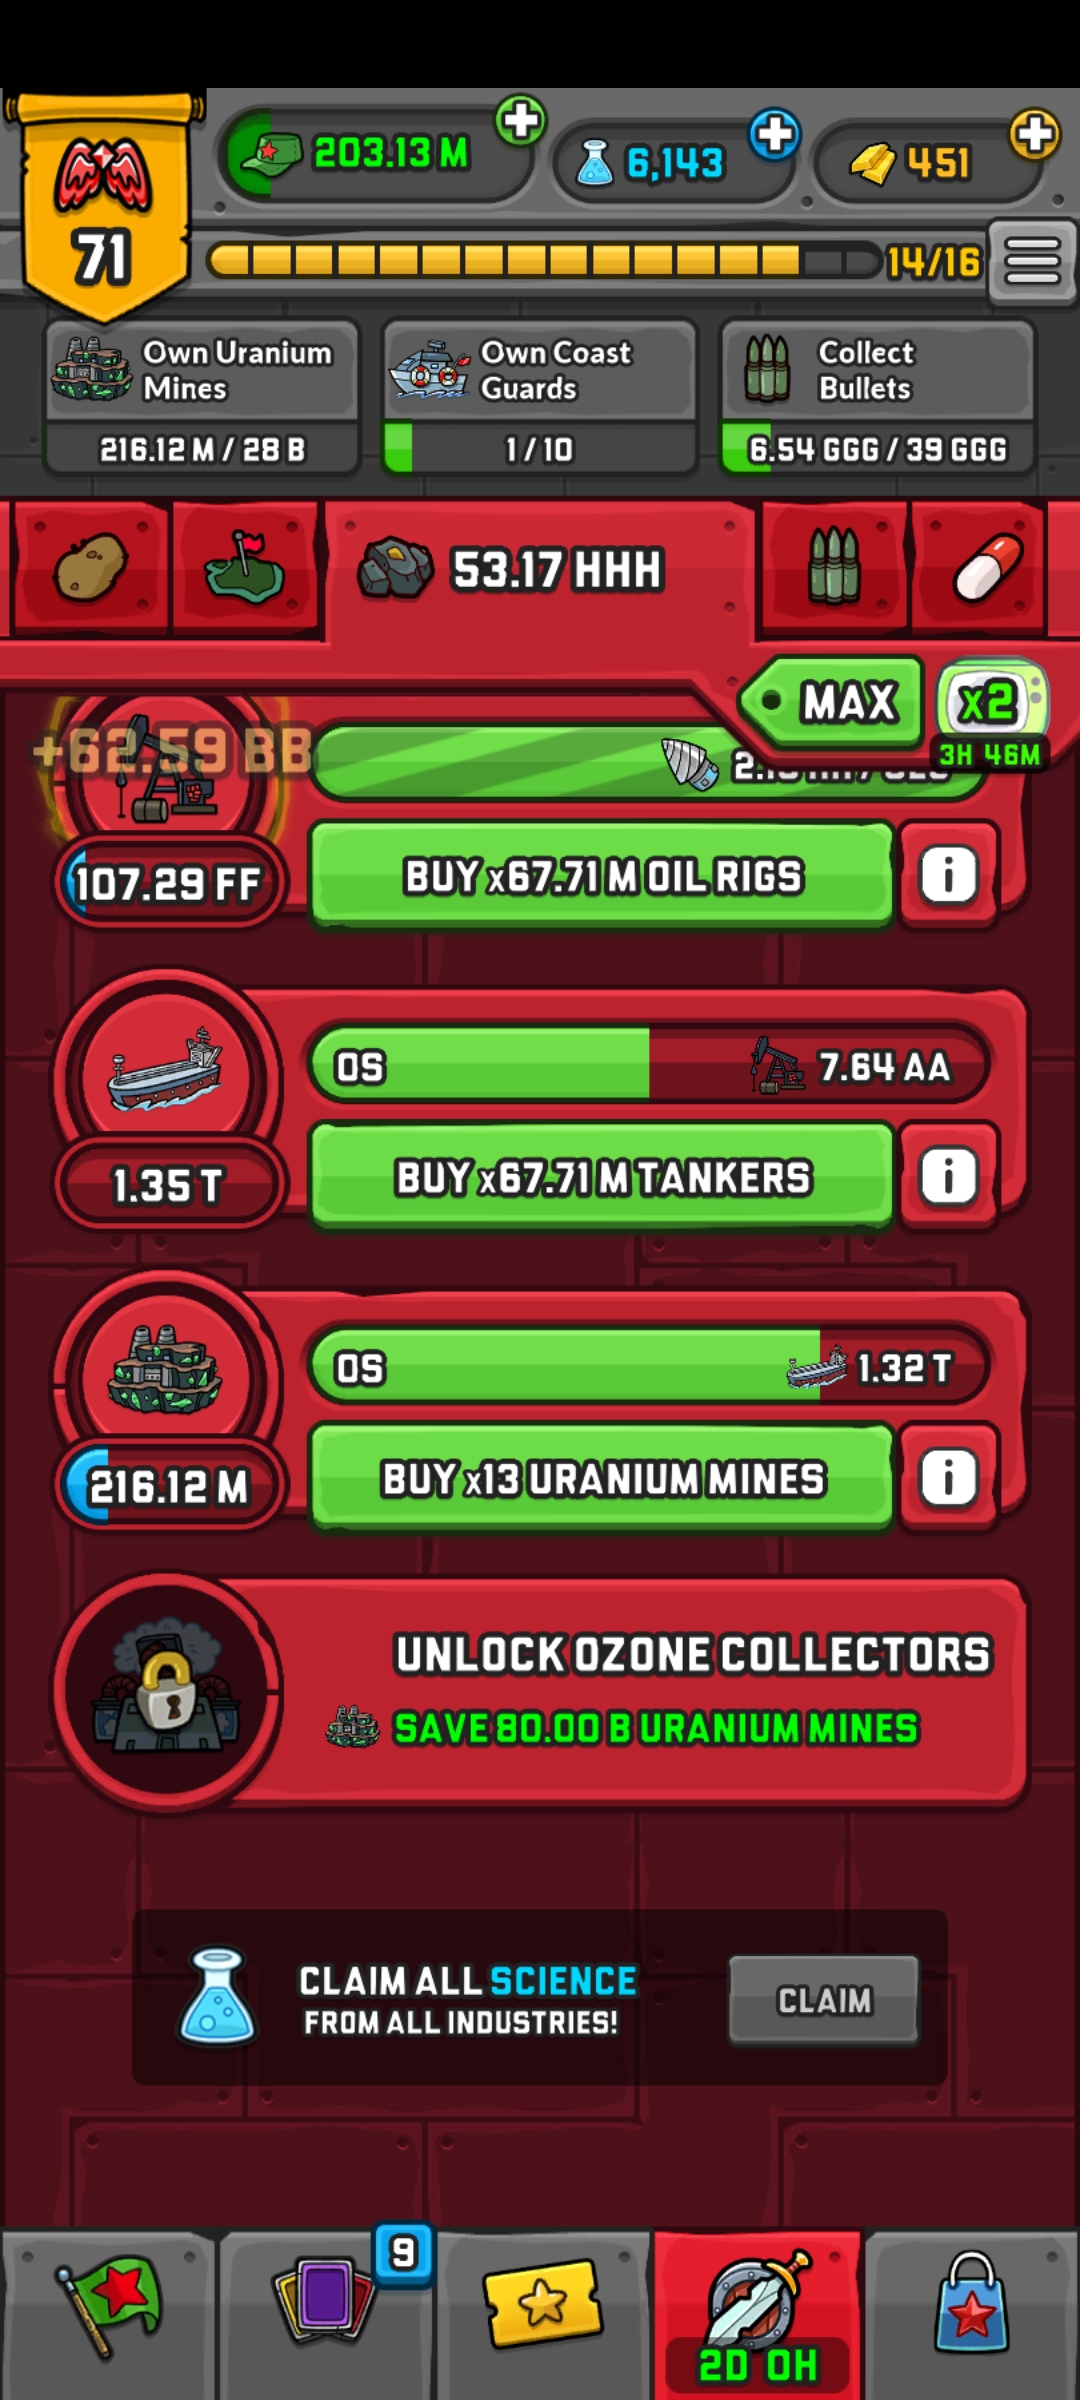 203.13 M
6,143
451
71
14/16
Own Uranium
Mines
Own Coast
Guards
Collect
Bullets
216.12 M / 28 B
1 / 10
6.54 GGG / 39 GGG
53.17 HHH
MAX
x2
3H 46M
+62.59 BB
107.29 FF
BUY x67.71 M OIL RIGS
i
0S
7.64 AA
1.35 T
BUY x67.71 M TANKERS
i
0S
1.32 T
216.12 M
BUY x13 URANIUM MINES
i
UNLOCK OZONE COLLECTORS
SAVE 80.00 B URANIUM MINES
CLAIM ALL SCIENCE
FROM ALL INDUSTRIES!
CLAIM
9
2D 0H